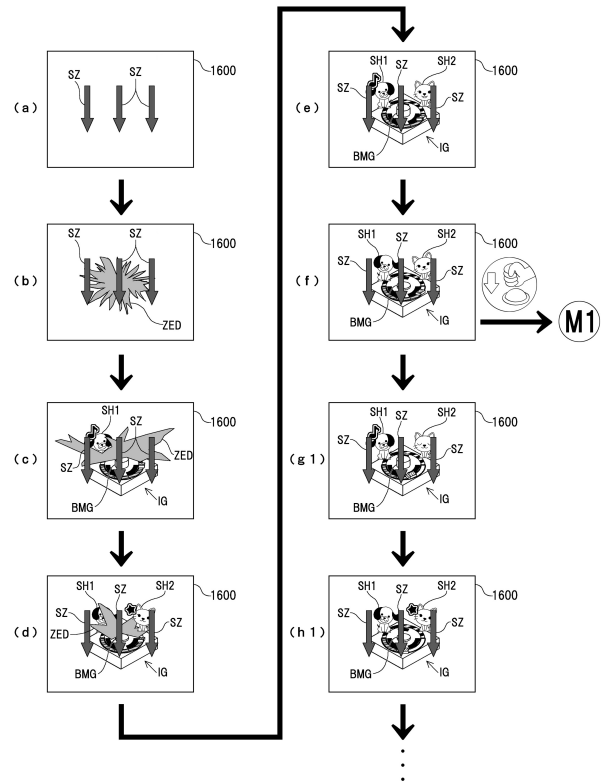 (a)
SZ
SZ
1600
(b)
SZ
SZ
1600
ZED
(c)
SH1
SZ
1600
SZ
ZED
BMG
IG
(d)
SH1
SZ
SH2
1600
SZ
SZ
ZED
BMG
IG
(e)
SH1
SZ
SH2
1600
SZ
SZ
BMG
IG
(f)
SH1
SZ
SH2
1600
SZ
SZ
BMG
IG
M1
(g1)
SH1
SZ
SH2
1600
SZ
SZ
BMG
IG
(h1)
SH1
SZ
SH2
1600
SZ
SZ
BMG
IG